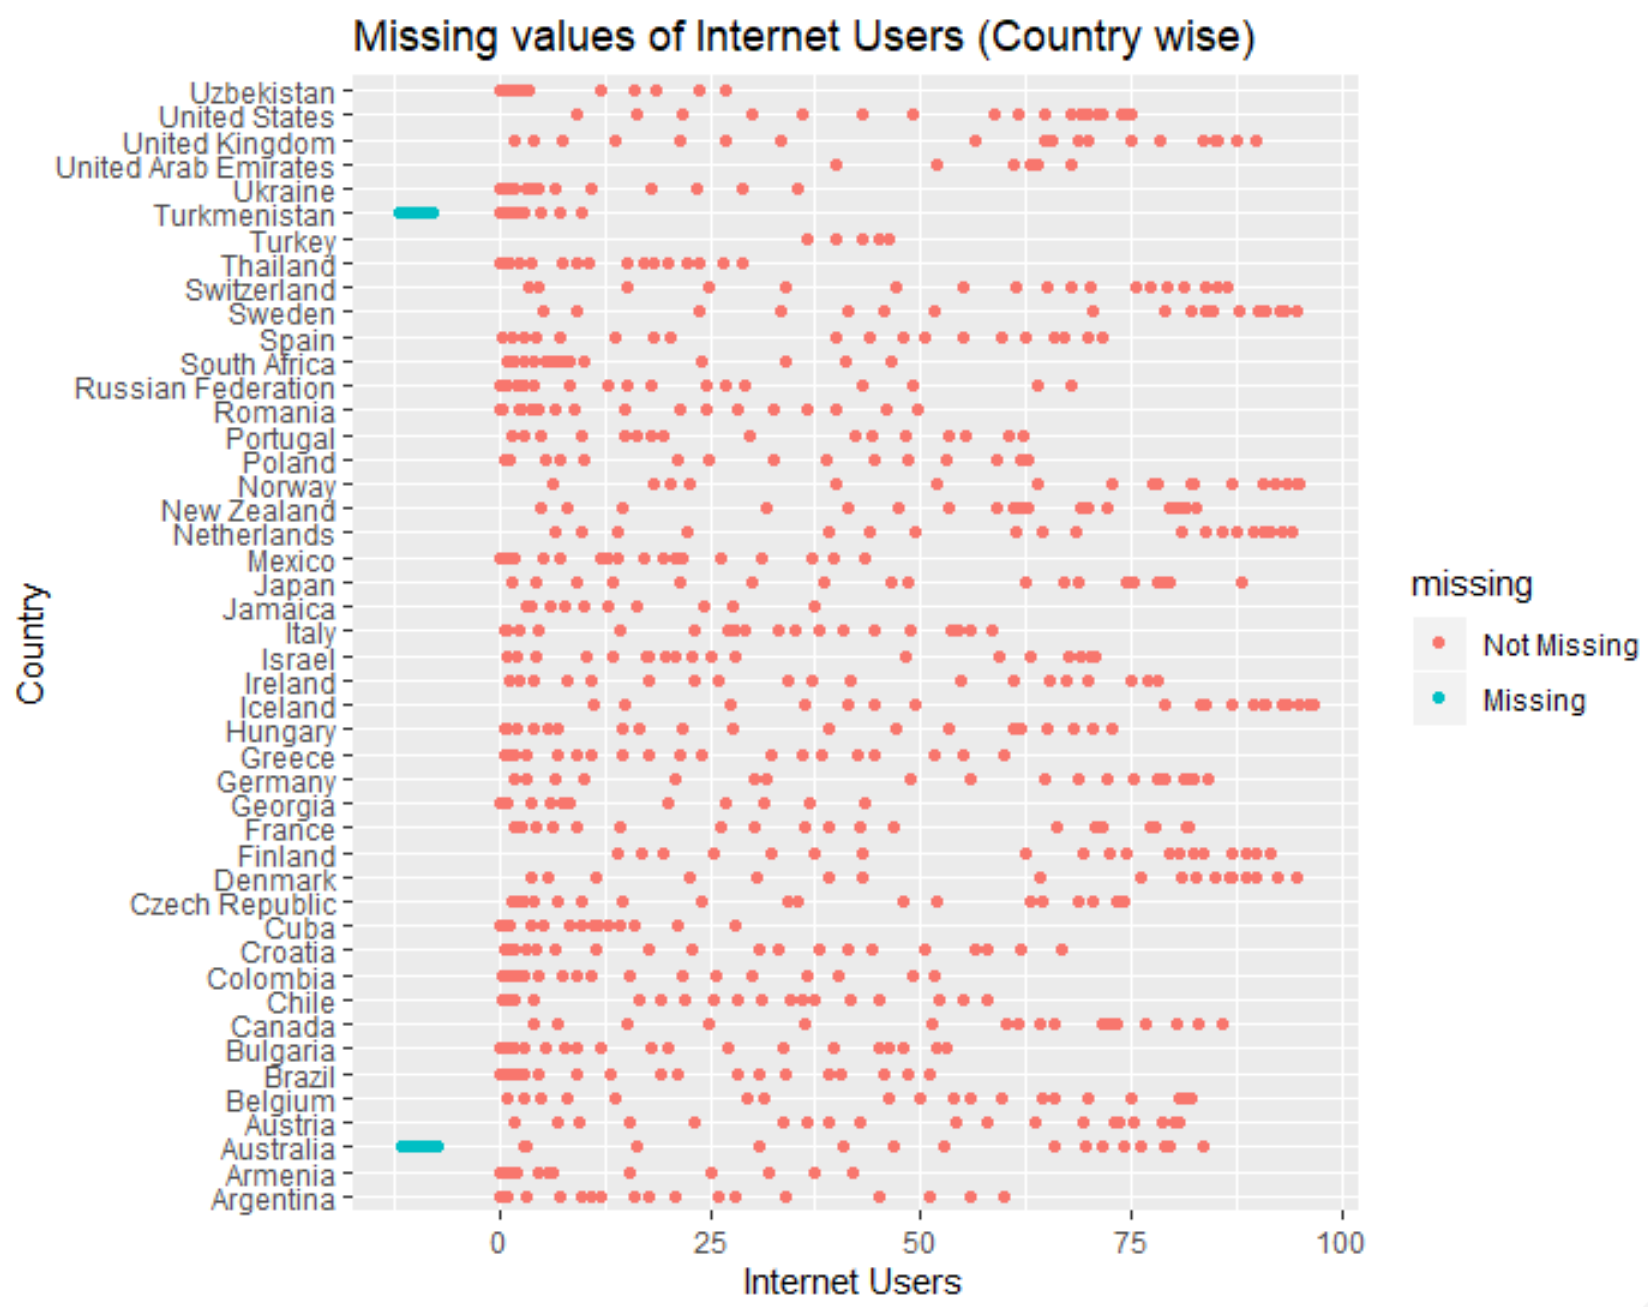 Missing values of Internet Users (Country wise)
Uzbekistan
United States
United Kingdom
United Arab Emirates
Ukraine
Turkmenistan
Turkey
Thailand
Switzerland
Sweden
Spain
South Africa
Russian Federation
Romania
Portugal
Poland
Norway
New Zealand
Netherlands
Mexico
Japan
Jamaica
Italy
Israel
Ireland
Iceland
Hungary
Greece
Germany
Georgia
France
Finland
Denmark
Czech Republic
Cuba
Croatia
Colombia
Chile
Canada
Bulgaria
Brazil
Belgium
Austria
Australia
Armenia
Argentina
Country
0 25 50 75 100
Internet Users
missing
Not Missing
Missing